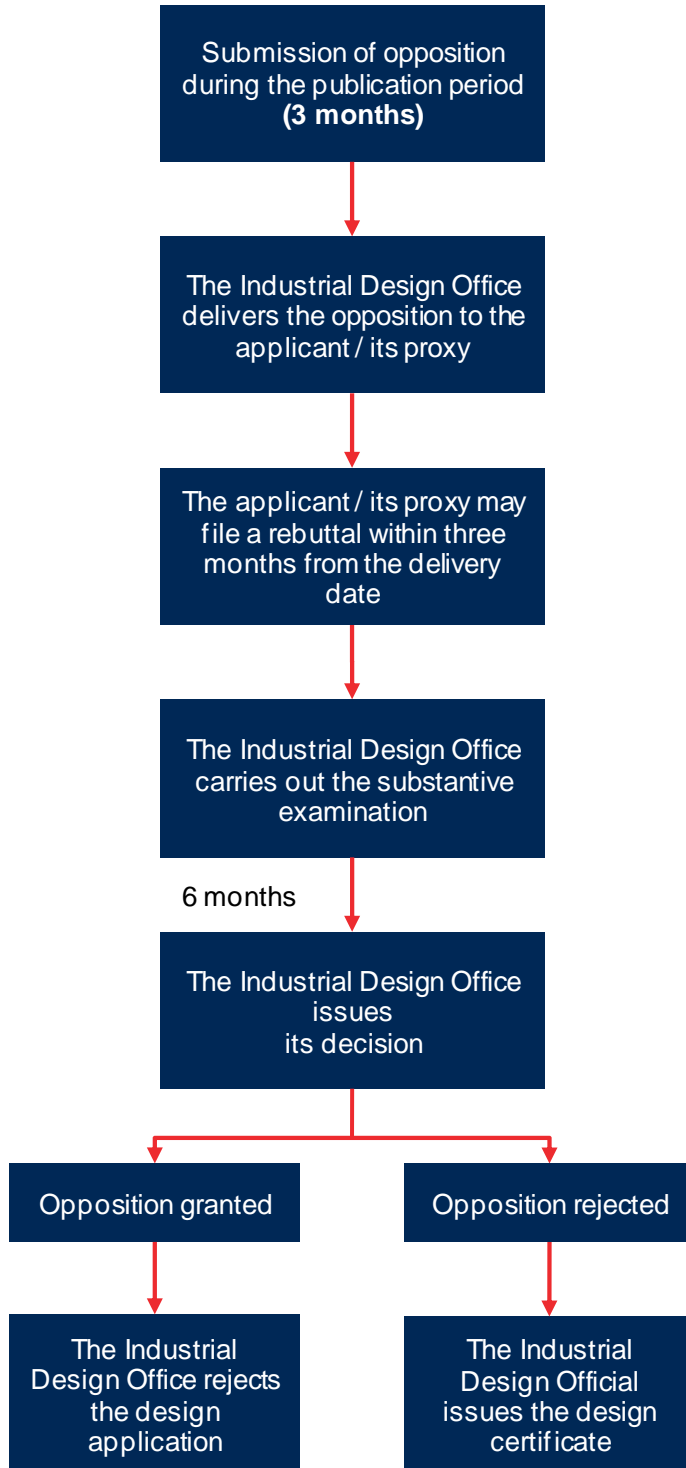 Submission of opposition
during the publication period
(3 months)
The Industrial Design Office
delivers the opposition to the
applicant / its proxy
The applicant / its proxy may
file a rebuttal within three
months from the delivery
date
The Industrial Design Office
carries out the substantive
examination
6 months
The Industrial Design Office
issues
its decision
Opposition granted
Opposition rejected
The Industrial
Design Office rejects
the design
application
The Industrial
Design Official
issues the design
certificate